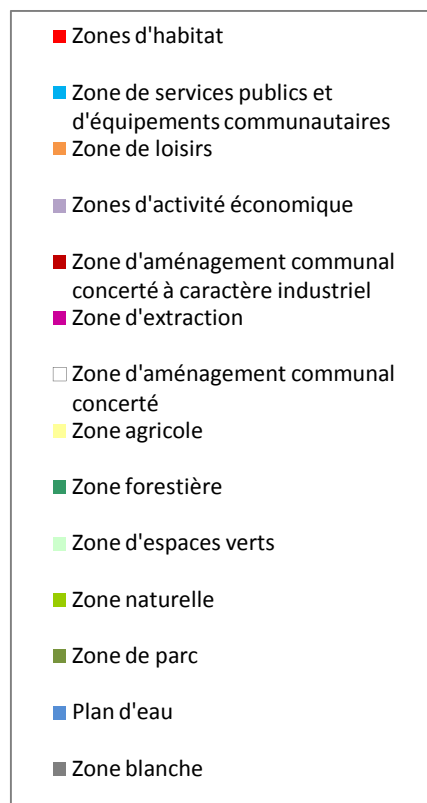 Zones d'habitat
Zone de services publics et
d'équipements communautaires
Zone de loisirs
Zones d'activité économique
Zone d'aménagement communal
concerté à caractère industriel
Zone d'extraction
Zone d'aménagement communal
concerté
Zone agricole
Zone forestière
Zone d'espaces verts
Zone naturelle
Zone de parc
Plan d'eau
Zone blanche